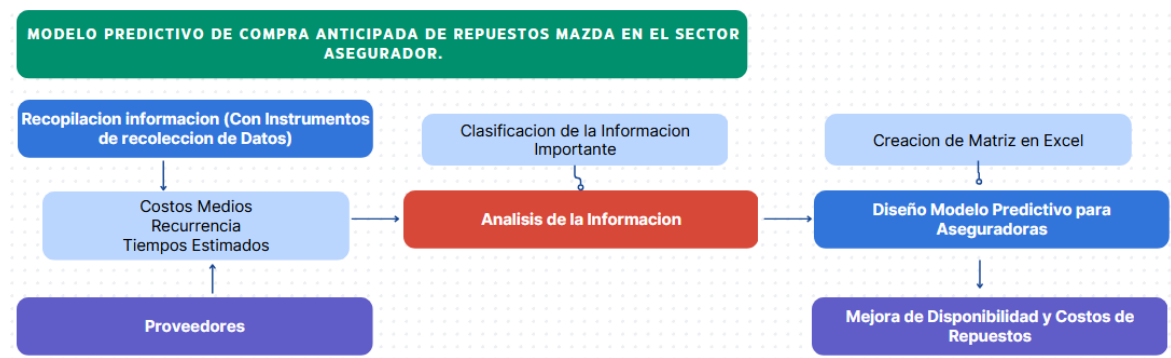 MODELO PREDICTIVO DE COMPRA ANTICIPADA DE REPUESTOS MAZDA EN EL SECTOR
ASEGURADOR.
Recopilacion informacion (Con Instrumentos
de recoleccion de Datos)
Costos Medios
Recurrencia
Tiempos Estimados
Proveedores
Clasificacion de la Informacion
Importante
Analisis de la Informacion
Creacion de Matriz en Excel
Diseño Modelo Predictivo para
Aseguradoras
Mejora de Disponibilidad y Costos de
Repuestos